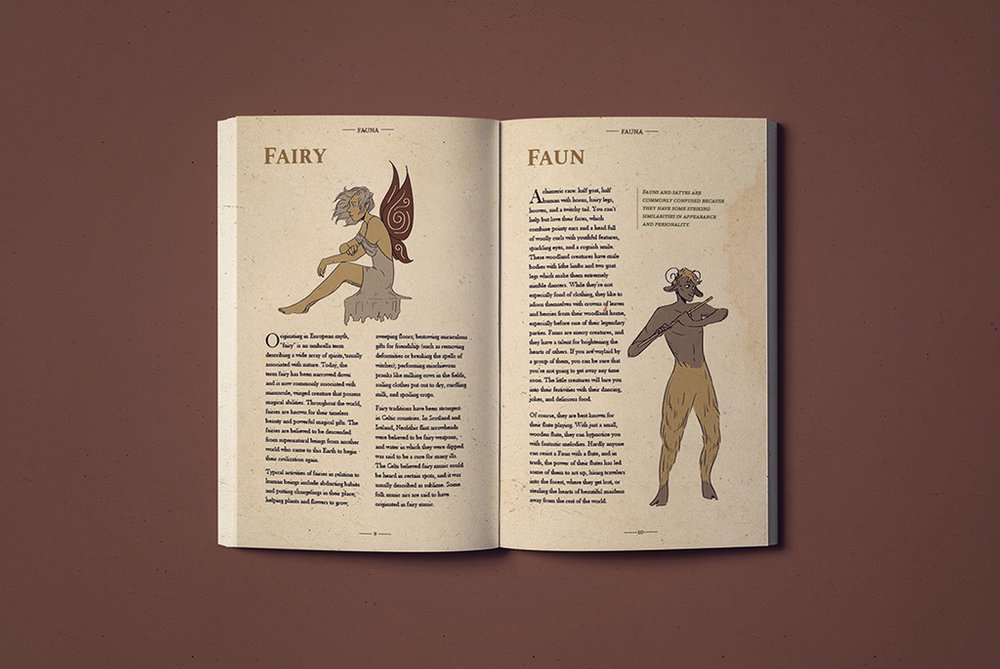 FAUNA
FAIRY
Originating in European myth,
"fairy" is an umbrella term
describing a wide array of spirits, usually
associated with nature. Today, the
term fairy has been narrowed down
and is now commonly associated with
minuscule, winged creature that possess
magical abilities. Throughout the world,
fairies are known for their timeless
beauty and powerful magical gifts. The
fairies are believed to be descended
from supernatural beings from another
world who came to this Earth to begin
their civilization again.
Typical activities of fairies in relation to
human beings include abducting babies
and putting changelings in their place,
helping plants and flowers to grow,
sweeping floors; bestowing miraculous
gifts for friendship (such as removing
deformities or breaking the spells of
witches); performing mischievous
pranks like milking cows in the fields,
soiling clothes put out to dry, curdling
milk, and spoiling crops.
Fairy traditions have been strongest
in Celtic countries. In Scotland and
Ireland, Neolithic flint arrowheads
were believed to be fairy weapons,
and water in which they were dipped
was said to be a cure for many ills.
The Celts believed fairy music could
be heard in certain spots, and it was
usually described as sublime. Some
folk music airs are said to have
originated in fairy music.
9
FAUNA
FAUN
A chimeric race: half goat, half
human with horns, hairy legs,
hooves, and a twitchy tail. You can't
help but love their faces, which
combine pointy ears and a head full
of woolly curls with youthful features,
sparkling eyes, and a roguish smile.
These woodland creatures have male
bodies with lithe limbs and two goat
legs which make them extremely
nimble dancers. While they're not
especially fond of clothing, they like to
adorn themselves with crowns of leaves
and berries from their woodland home,
especially before one of their legendary
parties. Fauns are merry creatures, and
they have a talent for brightening the
hearts of others. If you are waylaid by
a group of them, you can be sure that
you're not going to get away any time
soon. The little creatures will lure you
into their festivities with their dancing,
jokes, and delicious food.
Of course, they are best known for
their flute playing. With just a small,
wooden flute, they can hypnotize you
with fantastic melodies. Hardly anyone
can resist a Faun with a flute, and in
truth, the power of their flutes has led
some of them to act up, luring travelers
into the forest, where they get lost, or
stealing the hearts of beautiful maidens
away from the rest of the world.
FAUNS AND SATYRS ARE
COMMONLY CONFUSED BECAUSE
THEY HAVE SOME STRIKING
SIMILARITIES IN APPEARANCE
AND PERSONALITY.
10